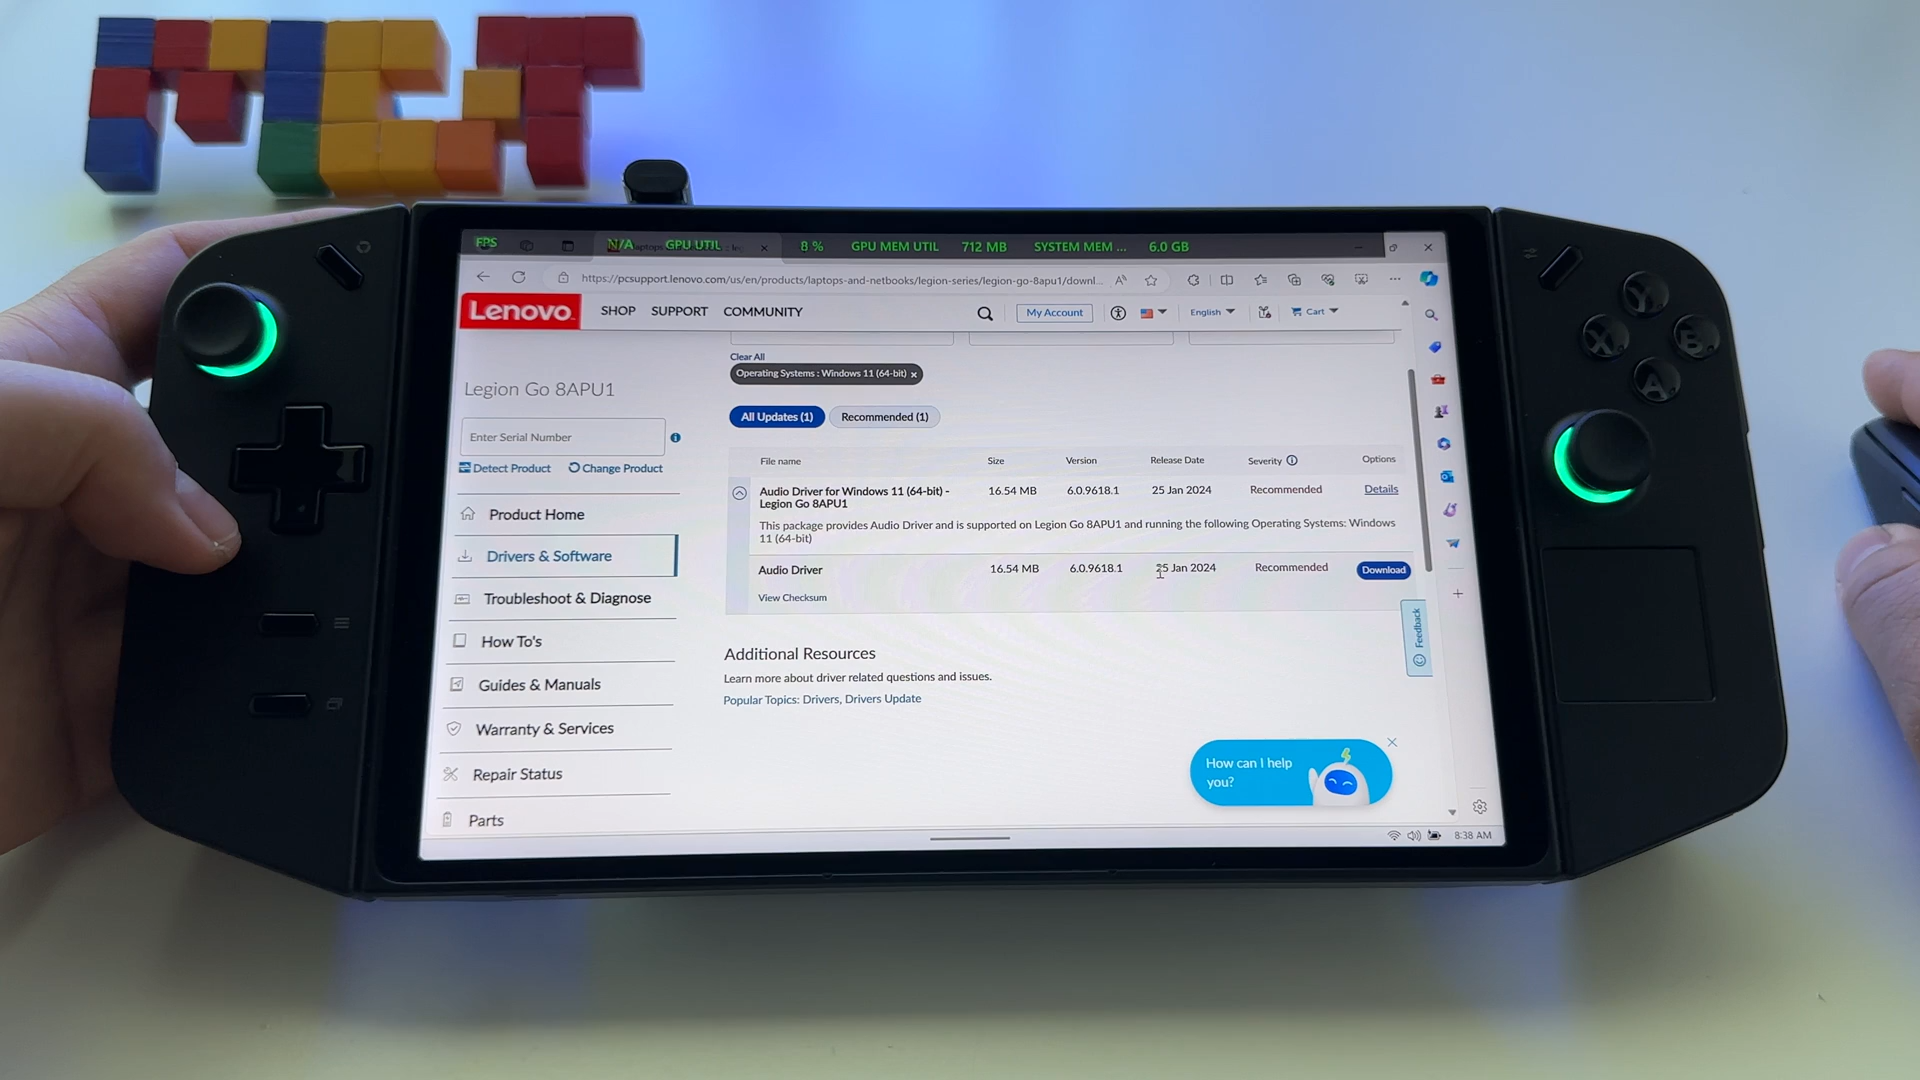 MCT
FPS N/A GPU UTIL 8 % GPU MEM UTIL 712 MB SYSTEM MEM ... 6.0 GB
https://pcsupport.lenovo.com/us/en/products/laptops-and-netbooks/legion-series/legion-go-8apu1/downl...
Lenovo SHOP SUPPORT COMMUNITY My Account English Cart
Clear All
Operating Systems : Windows 11 (64-bit) ×
Legion Go 8APU1
All Updates (1) Recommended (1)
Enter Serial Number
Detect Product Change Product
File name Size Version Release Date Severity Options
Audio Driver for Windows 11 (64-bit) - 16.54 MB 6.0.9618.1 25 Jan 2024 Recommended Details
Legion Go 8APU1
This package provides Audio Driver and is supported on Legion Go 8APU1 and running the following Operating Systems: Windows
11 (64-bit)
Audio Driver 16.54 MB 6.0.9618.1 25 Jan 2024 Recommended Download
View Checksum
Product Home
Drivers & Software
Troubleshoot & Diagnose
How To's
Guides & Manuals
Warranty & Services
Repair Status
Parts
Additional Resources
Learn more about driver related questions and issues.
Popular Topics: Drivers, Drivers Update
Feedback
How can I help
you?
8:38 AM
Y
X
B
A